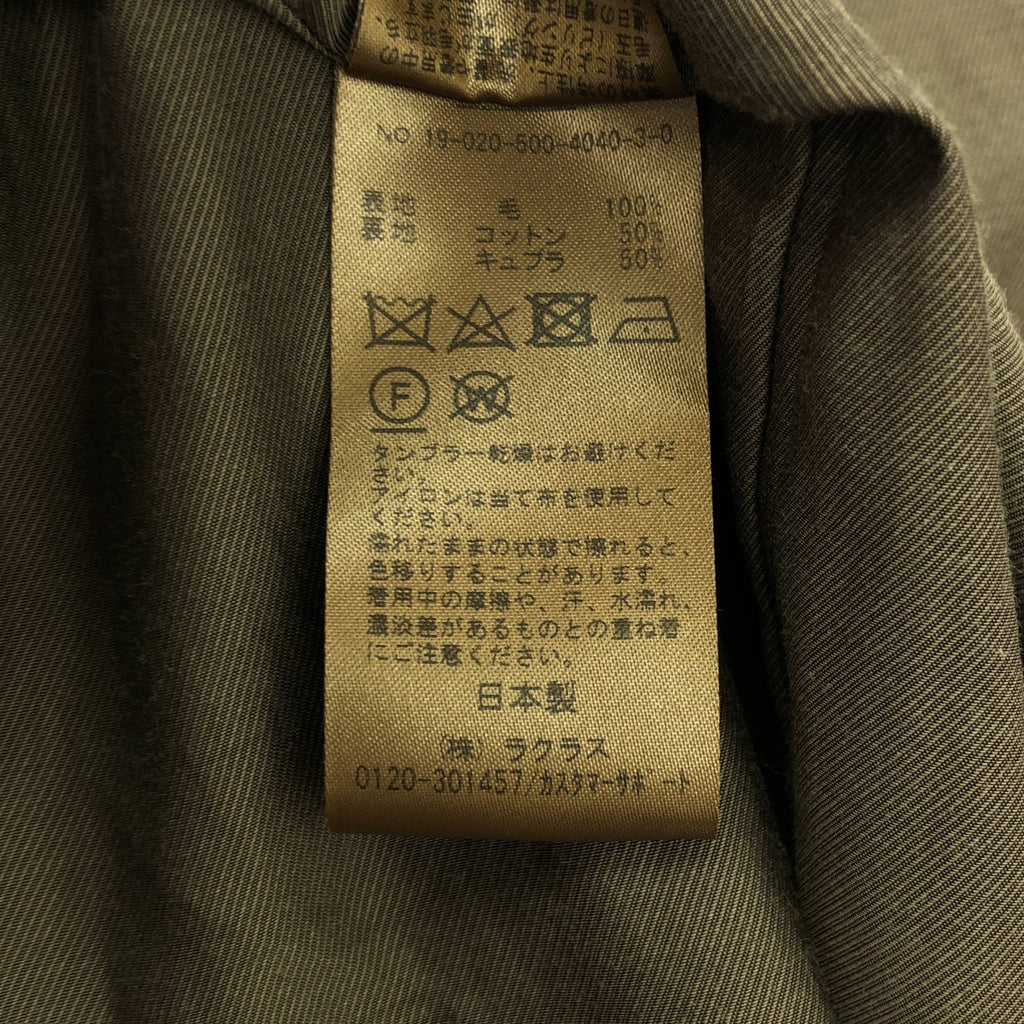 NO 19-020-500-4040-3-0
表地 毛 100%
表地 コットン 50%
キュプラ 50%
F
W
タンブラー乾燥はお避けくだ
さい。
アイロンは当て布を使用して
ください。
濡れたままの状態で擦れると、
色移りすることがあります。
着用中の摩擦や、汗、水濡れ、
濃淡差があるものとの重ね着
にご注意ください。
日本製
(株) ラクラス
0120-301457/カスタマーサポート